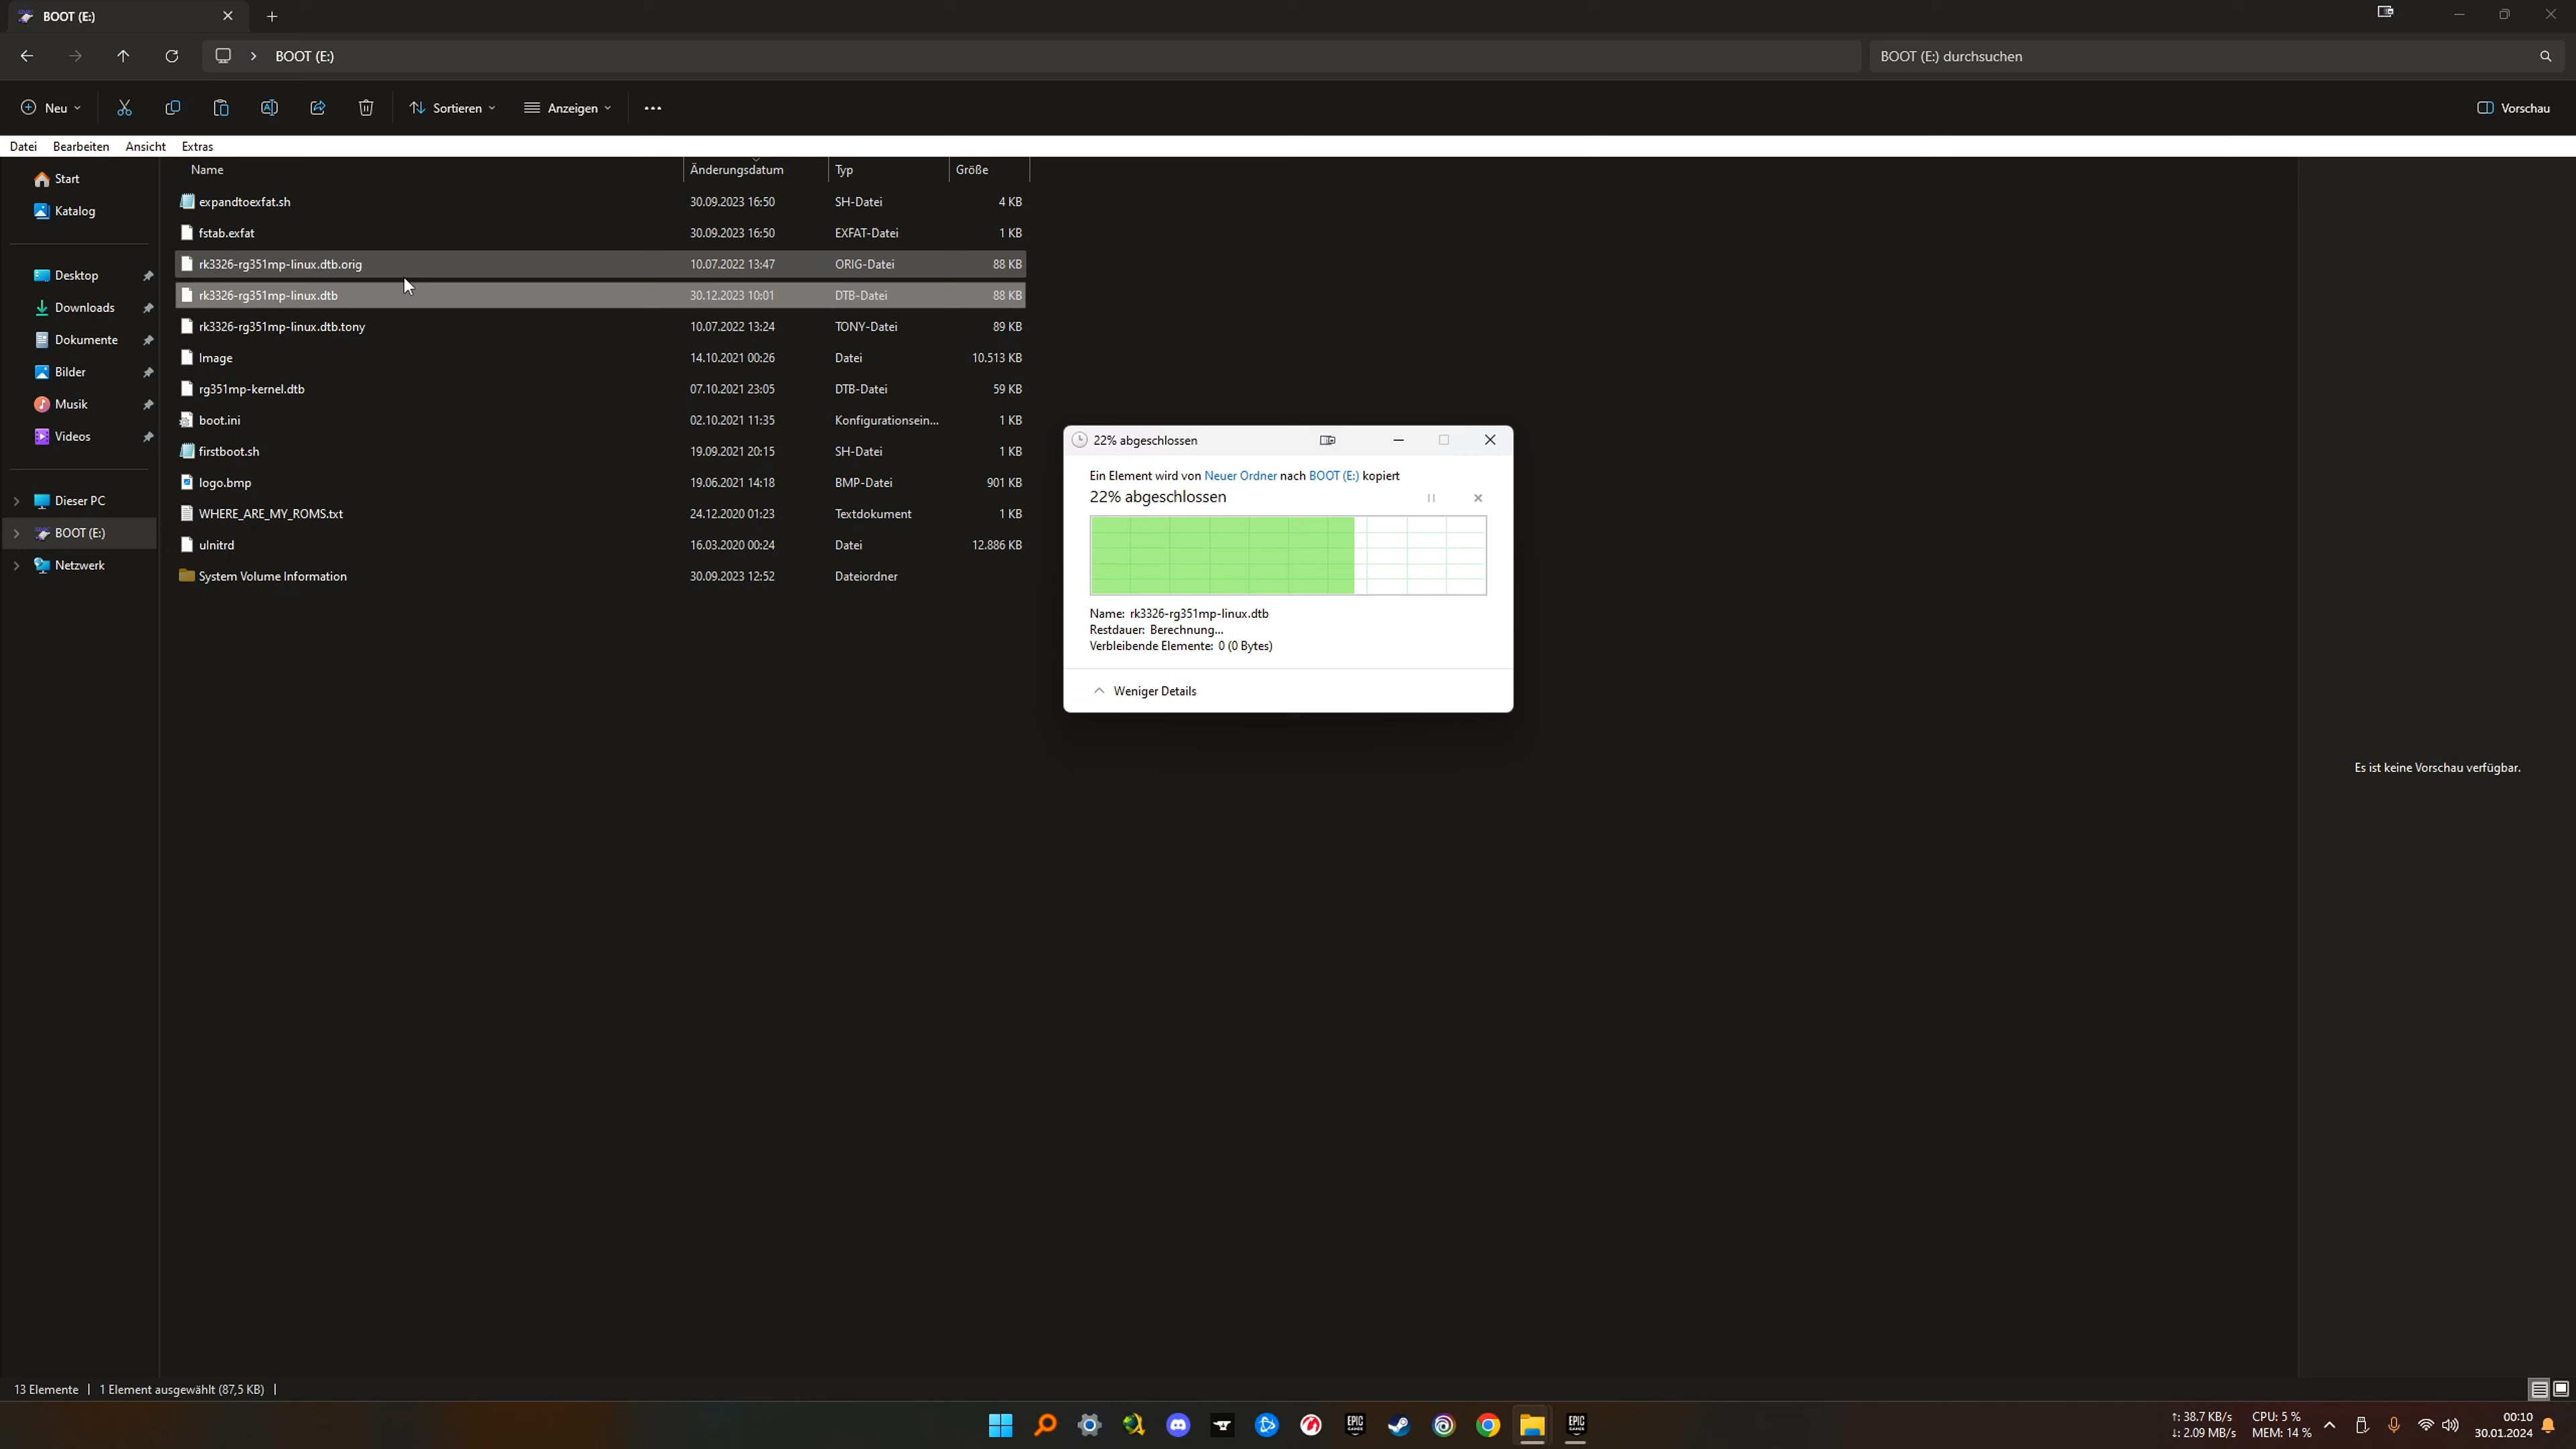 BOOT (E:)
BOOT (E:)
BOOT (E:) durchsuchen
Neu
Sortieren
Anzeigen
Vorschau
Datei Bearbeiten Ansicht Extras
Name Änderungsdatum Typ Größe
Start
Katalog
Desktop
Downloads
Dokumente
Bilder
Musik
Videos
Dieser PC
BOOT (E:)
Netzwerk
expandtoexfat.sh 30.09.2023 16:50 SH-Datei 4 KB
fstab.exfat 30.09.2023 16:50 EXFAT-Datei 1 KB
rk3326-rg351mp-linux.dtb.orig 10.07.2022 13:47 ORIG-Datei 88 KB
rk3326-rg351mp-linux.dtb 30.12.2023 10:01 DTB-Datei 88 KB
rk3326-rg351mp-linux.dtb.tony 10.07.2022 13:24 TONY-Datei 89 KB
Image 14.10.2021 00:26 Datei 10.513 KB
rg351mp-kernel.dtb 07.10.2021 23:05 DTB-Datei 59 KB
boot.ini 02.10.2021 11:35 Konfigurationsein... 1 KB
firstboot.sh 19.09.2021 20:15 SH-Datei 1 KB
logo.bmp 19.06.2021 14:18 BMP-Datei 901 KB
WHERE_ARE_MY_ROMS.txt 24.12.2020 01:23 Textdokument 1 KB
uInitrd 16.03.2020 00:24 Datei 12.886 KB
System Volume Information 30.09.2023 12:52 Dateiordner
22% abgeschlossen
Ein Element wird von Neuer Ordner nach BOOT (E:) kopiert
22% abgeschlossen
Name: rk3326-rg351mp-linux.dtb
Restdauer: Berechnung...
Verbleibende Elemente: 0 (0 Bytes)
Weniger Details
Es ist keine Vorschau verfügbar.
13 Elemente 1 Element ausgewählt (87,5 KB)
EPIC GAMES
EPIC GAMES
↑: 38.7 KB/s CPU: 5 % 00:10
↓: 2.09 MB/s MEM: 14 % 30.01.2024